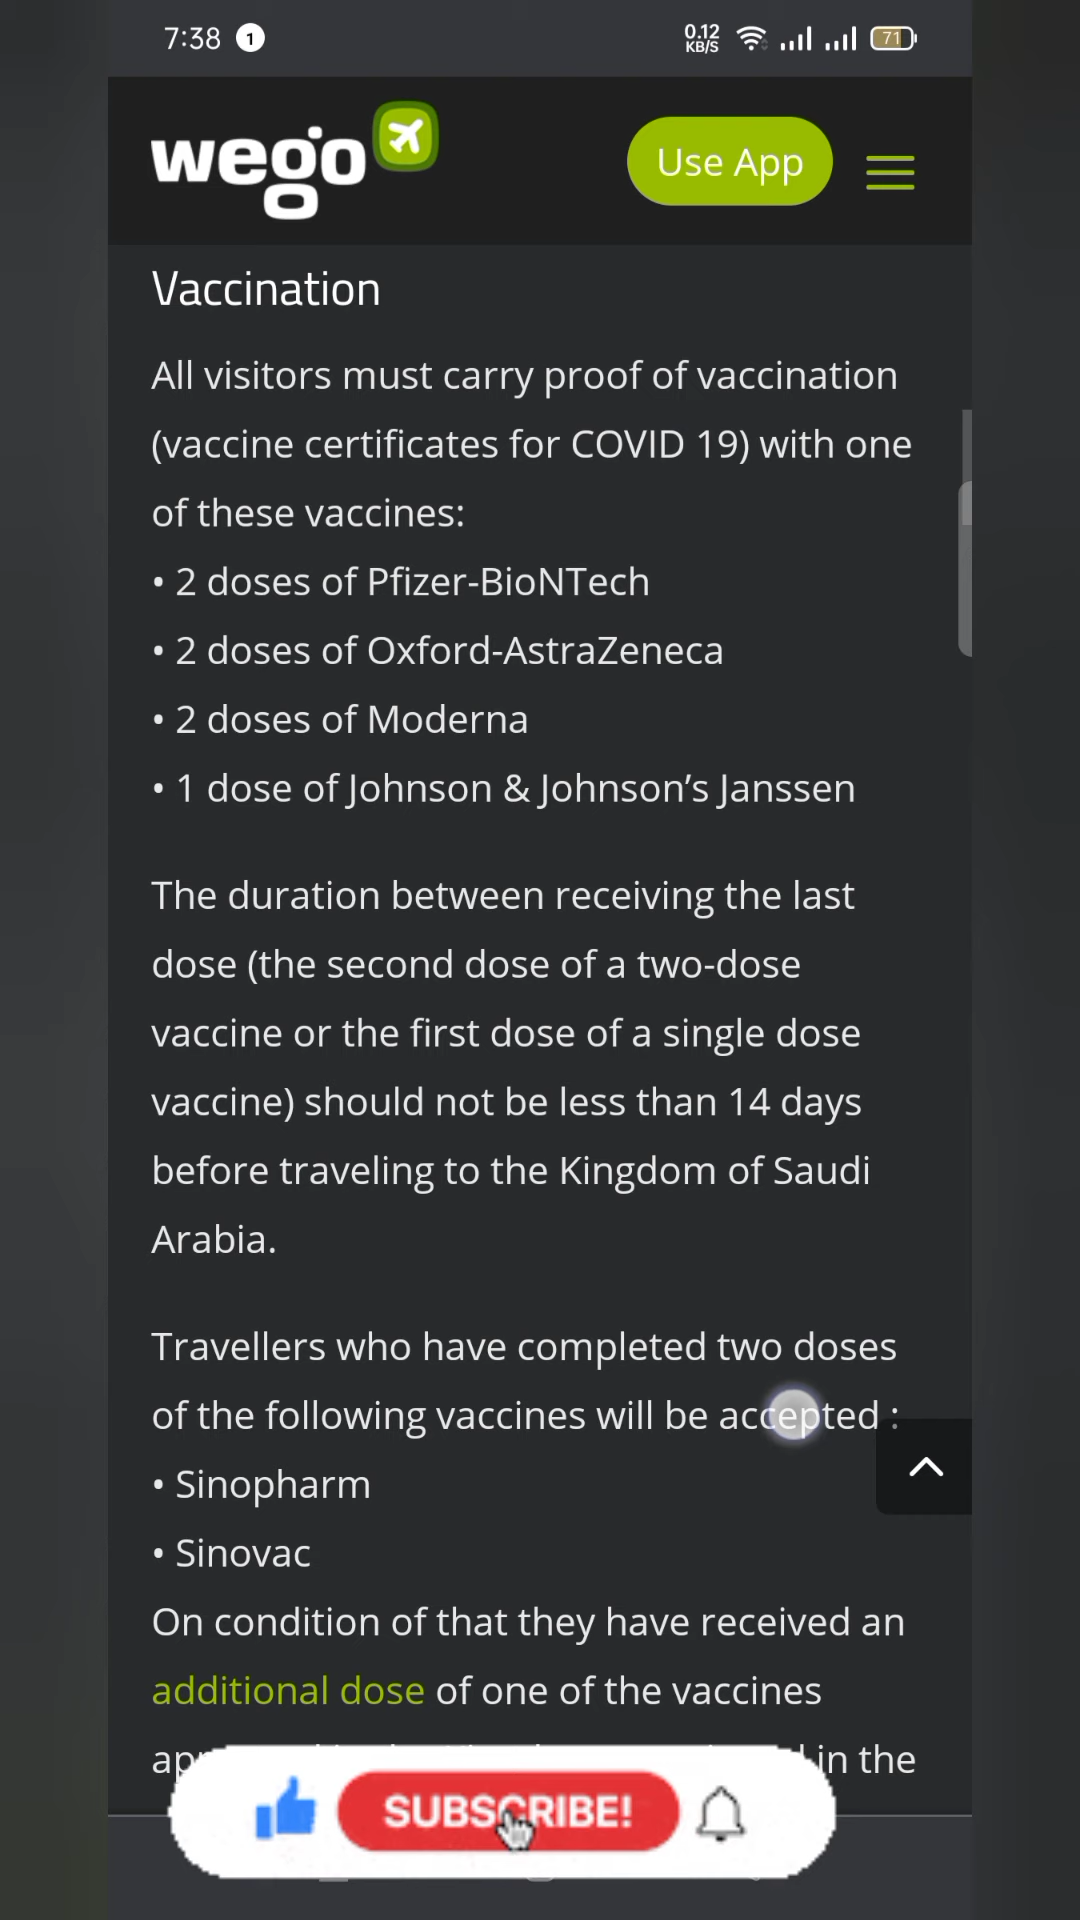 7:38 1 0.12 KB/S 71
wego Use App
Vaccination
All visitors must carry proof of vaccination
(vaccine certificates for COVID 19) with one
of these vaccines:
• 2 doses of Pfizer-BioNTech
• 2 doses of Oxford-AstraZeneca
• 2 doses of Moderna
• 1 dose of Johnson & Johnson’s Janssen
The duration between receiving the last
dose (the second dose of a two-dose
vaccine or the first dose of a single dose
vaccine) should not be less than 14 days
before traveling to the Kingdom of Saudi
Arabia.
Travellers who have completed two doses
of the following vaccines will be accepted :
• Sinopharm
• Sinovac
On condition of that they have received an
additional dose of one of the vaccines
in the
SUBSCRIBE!